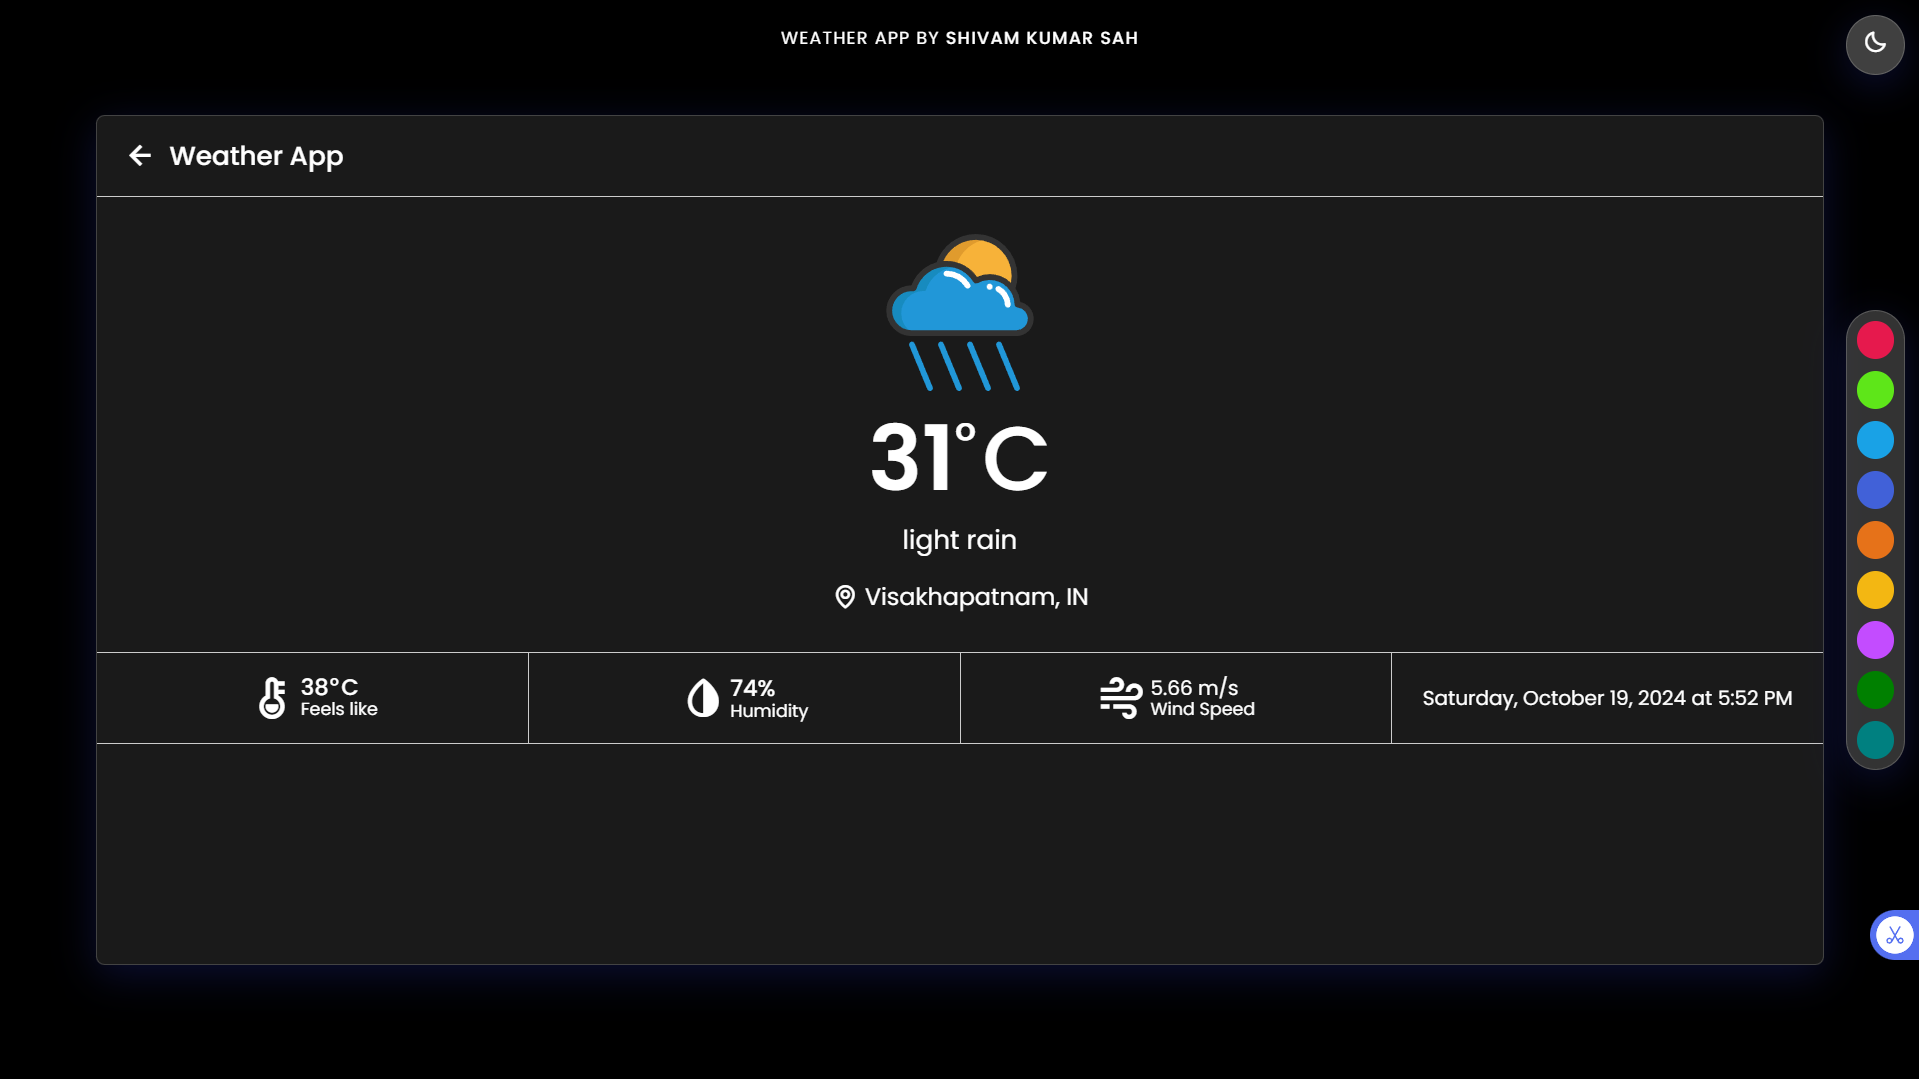 WEATHER APP BY SHIVAM KUMAR SAH
Weather App
31°C
light rain
Visakhapatnam, IN
38°C
Feels like
74%
Humidity
5.66 m/s
Wind Speed
Saturday, October 19, 2024 at 5:52 PM